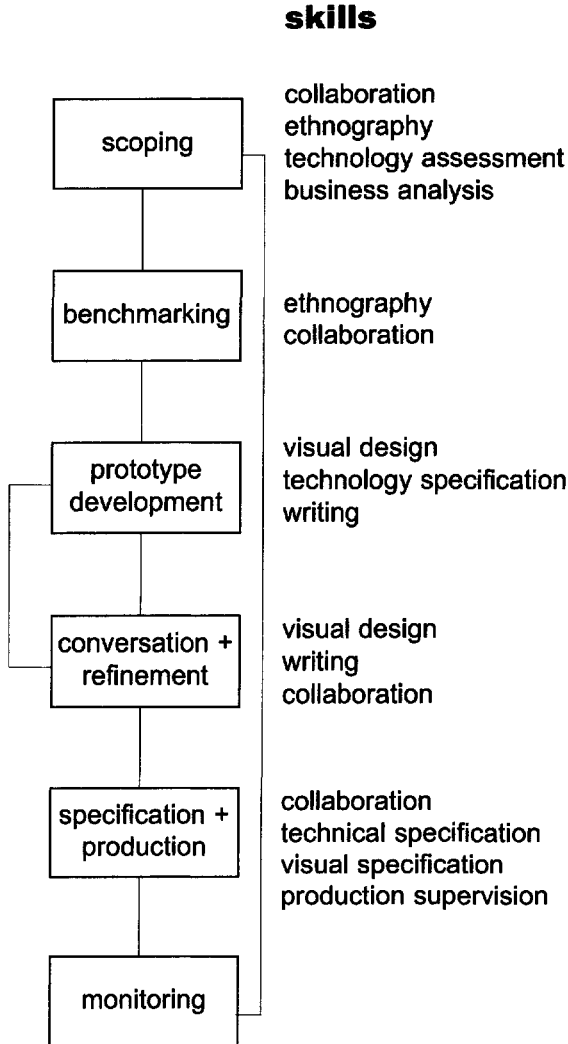 skills
scoping
collaboration
ethnography
technology assessment
business analysis
benchmarking
ethnography
collaboration
prototype
development
visual design
technology specification
writing
conversation +
refinement
visual design
writing
collaboration
specification +
production
collaboration
technical specification
visual specification
production supervision
monitoring